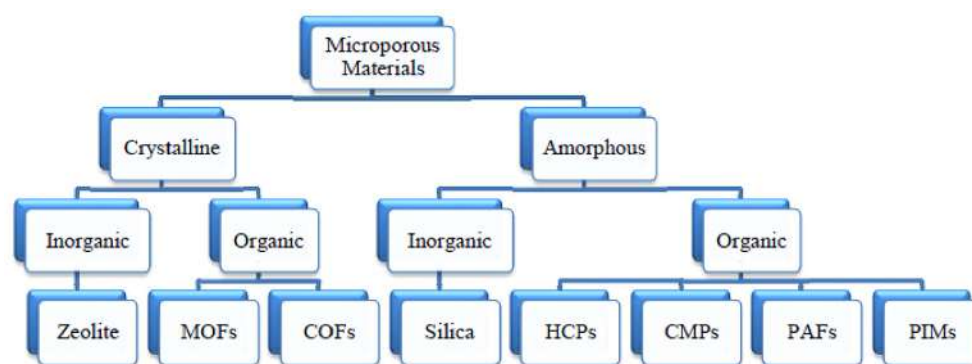 Microporous
Materials
Crystalline
Amorphous
Inorganic
Organic
Inorganic
Organic
Zeolite
MOFs
COFs
Silica
HCPs
CMPs
PAFs
PIMs